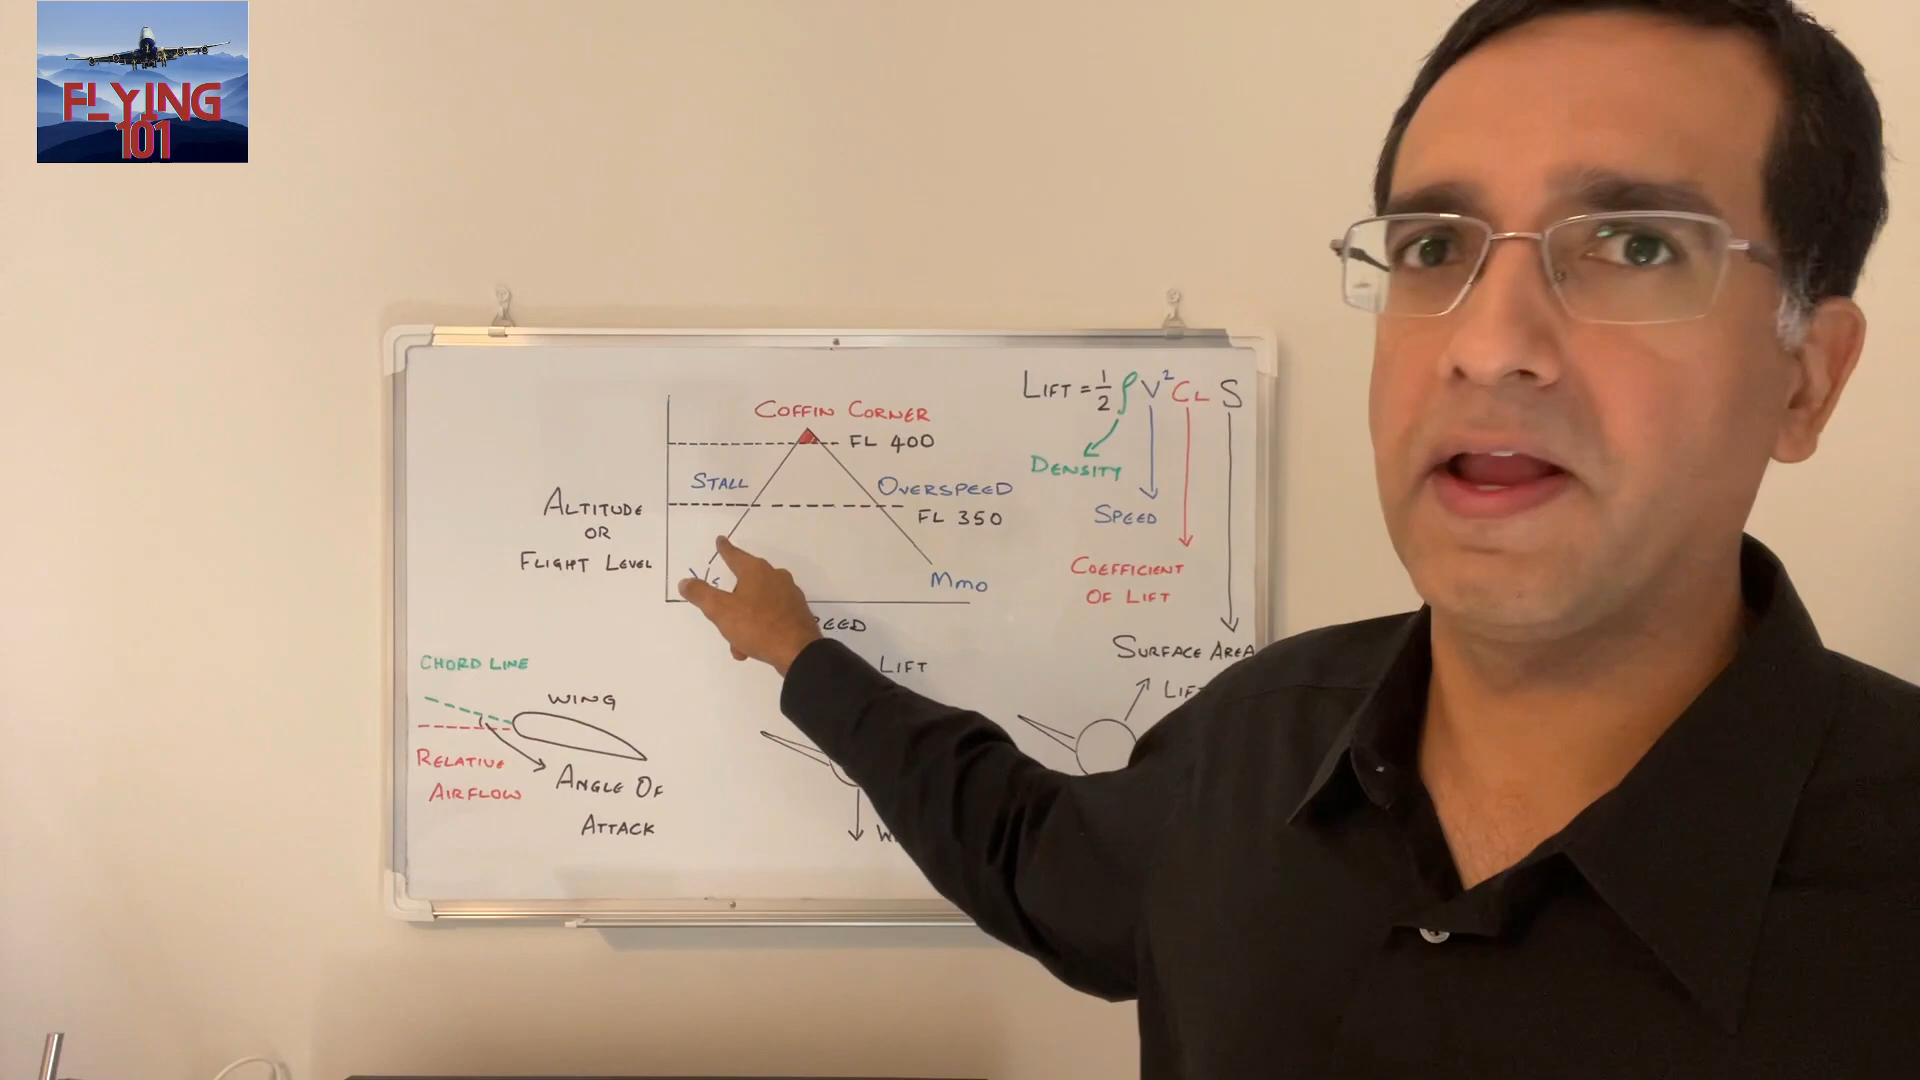 FLYING
101
COFFIN CORNER
FL 400
STALL
OVERSPEED
FL 350
ALTITUDE
OR
FLIGHT LEVEL
Vs
Mmo
LIFT = 1/2 ρ V² CL S
DENSITY
SPEED
COEFFICIENT
OF LIFT
SURFACE AREA
CHORD LINE
WING
RELATIVE
AIRFLOW
ANGLE OF
ATTACK
LIFT